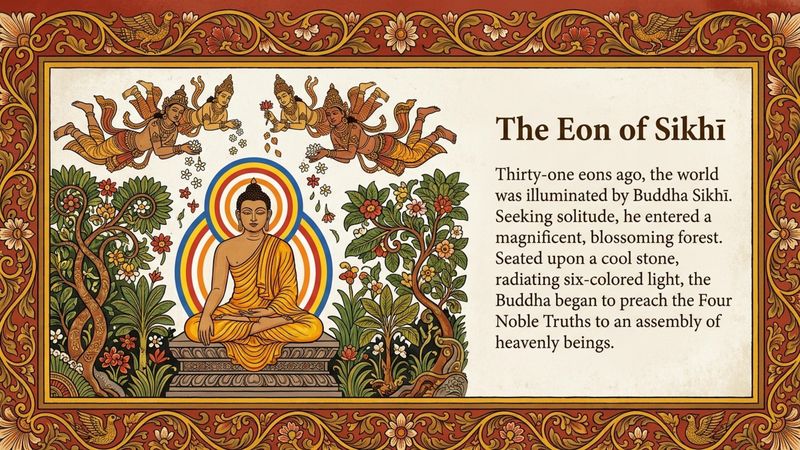 The Eon of Sikhī
Thirty-one eons ago, the world
was illuminated by Buddha Sikhī.
Seeking solitude, he entered a
magnificent, blossoming forest.
Seated upon a cool stone,
radiating six-colored light, the
Buddha began to preach the Four
Noble Truths to an assembly of
heavenly beings.